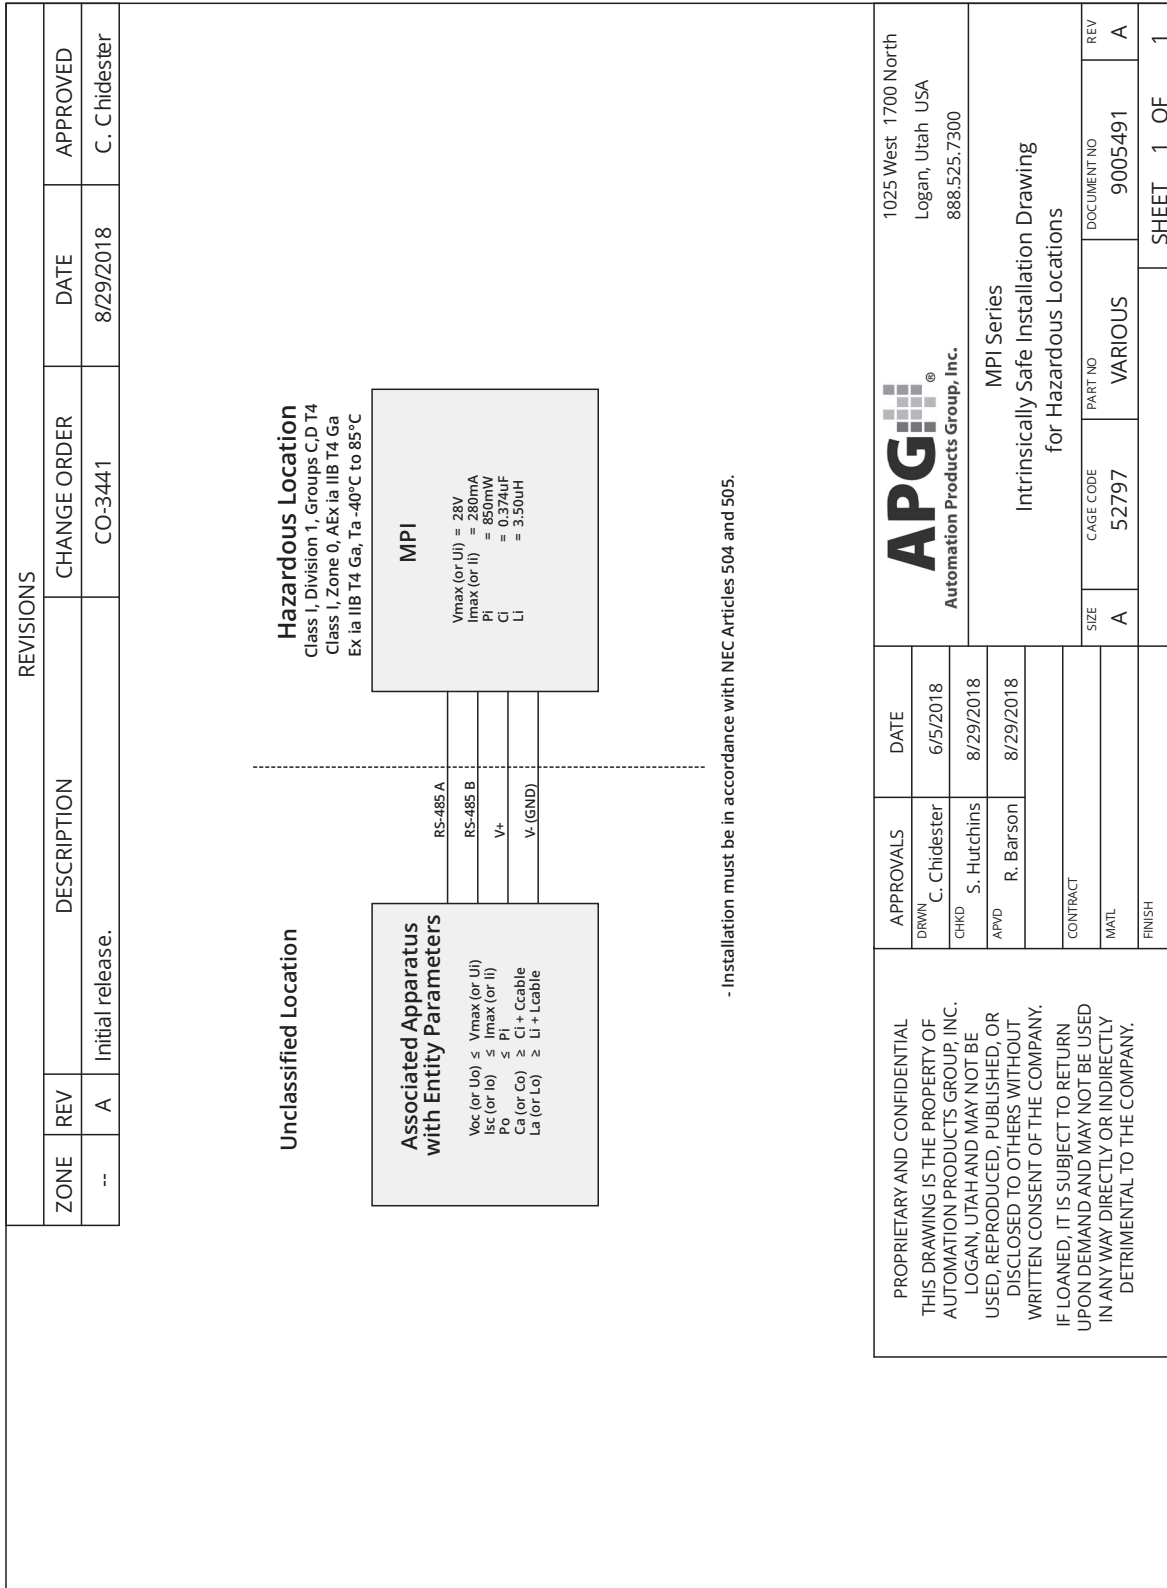 REVISIONS
ZONE REV DESCRIPTION CHANGE ORDER DATE APPROVED
-- A Initial release. CO-3441 8/29/2018 C. Chidester
Unclassified Location
Associated Apparatus
with Entity Parameters
Voc (or Uo) ≤ Vmax (or Ui)
Isc (or Io) ≤ Imax (or Ii)
Po ≤ Pi
Ca (or Co) ≥ Ci + Ccable
La (or Lo) ≥ Li + Lcable
RS-485 A
RS-485 B
V+
V- (GND)
Hazardous Location
Class I, Division 1, Groups C,D T4
Class I, Zone 0, AEx ia IIB T4 Ga
Ex ia IIB T4 Ga, Ta -40°C to 85°C
MPI
Vmax (or Ui) = 28V
Imax (or Ii) = 280mA
Pi = 850mW
Ci = 0.374uF
Li = 3.50uH
- Installation must be in accordance with NEC Articles 504 and 505.
PROPRIETARY AND CONFIDENTIAL
THIS DRAWING IS THE PROPERTY OF
AUTOMATION PRODUCTS GROUP, INC.
LOGAN, UTAH AND MAY NOT BE
USED, REPRODUCED, PUBLISHED, OR
DISCLOSED TO OTHERS WITHOUT
WRITTEN CONSENT OF THE COMPANY.
IF LOANED, IT IS SUBJECT TO RETURN
UPON DEMAND AND MAY NOT BE USED
IN ANY WAY DIRECTLY OR INDIRECTLY
DETRIMENTAL TO THE COMPANY.
APPROVALS DATE
DRWN C. Chidester 6/5/2018
CHKD S. Hutchins 8/29/2018
APVD R. Barson 8/29/2018
CONTRACT
MATL
FINISH
APG®
Automation Products Group, Inc.
1025 West 1700 North
Logan, Utah USA
888.525.7300
MPI Series
Intrinsically Safe Installation Drawing
for Hazardous Locations
SIZE CAGE CODE PART NO DOCUMENT NO REV
A 52797 VARIOUS 9005491 A
SHEET 1 OF 1